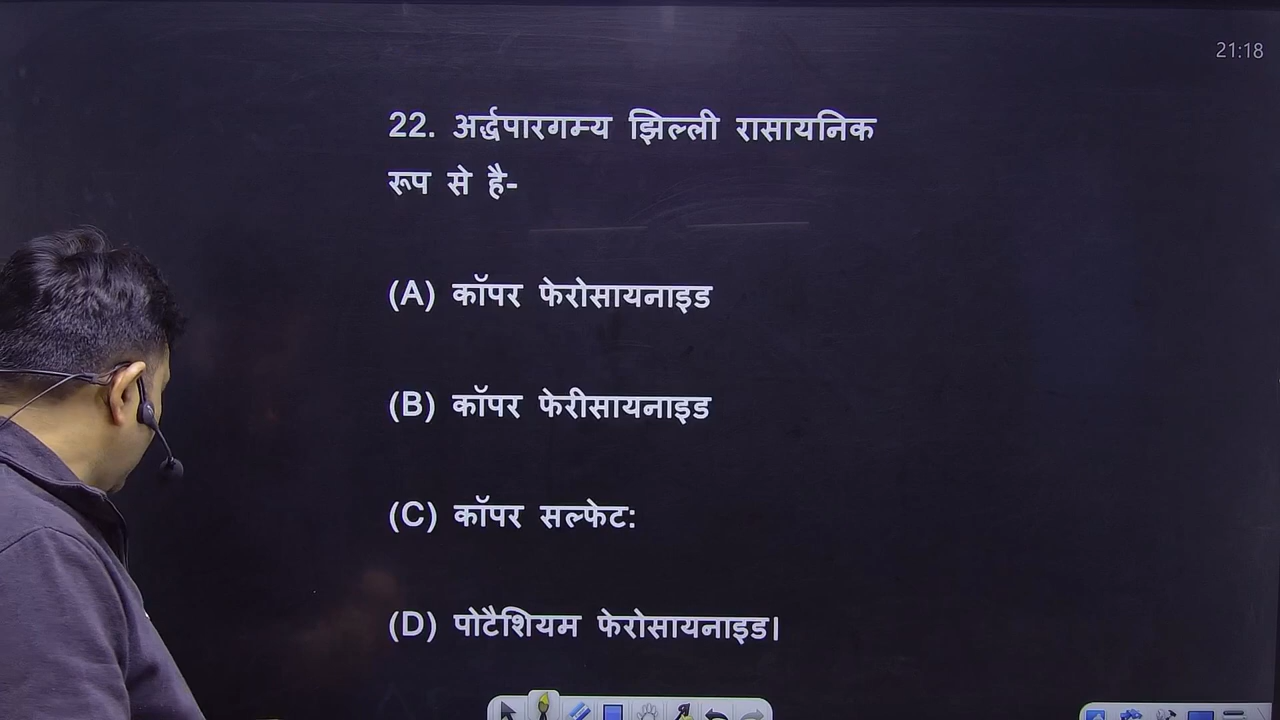 21:18
22. अर्द्धपारगम्य झिल्ली रासायनिक
रूप से है-
(A) कॉपर फेरोसायनाइड
(B) कॉपर फेरीसायनाइड
(C) कॉपर सल्फेट:
(D) पोटैशियम फेरोसायनाइड।